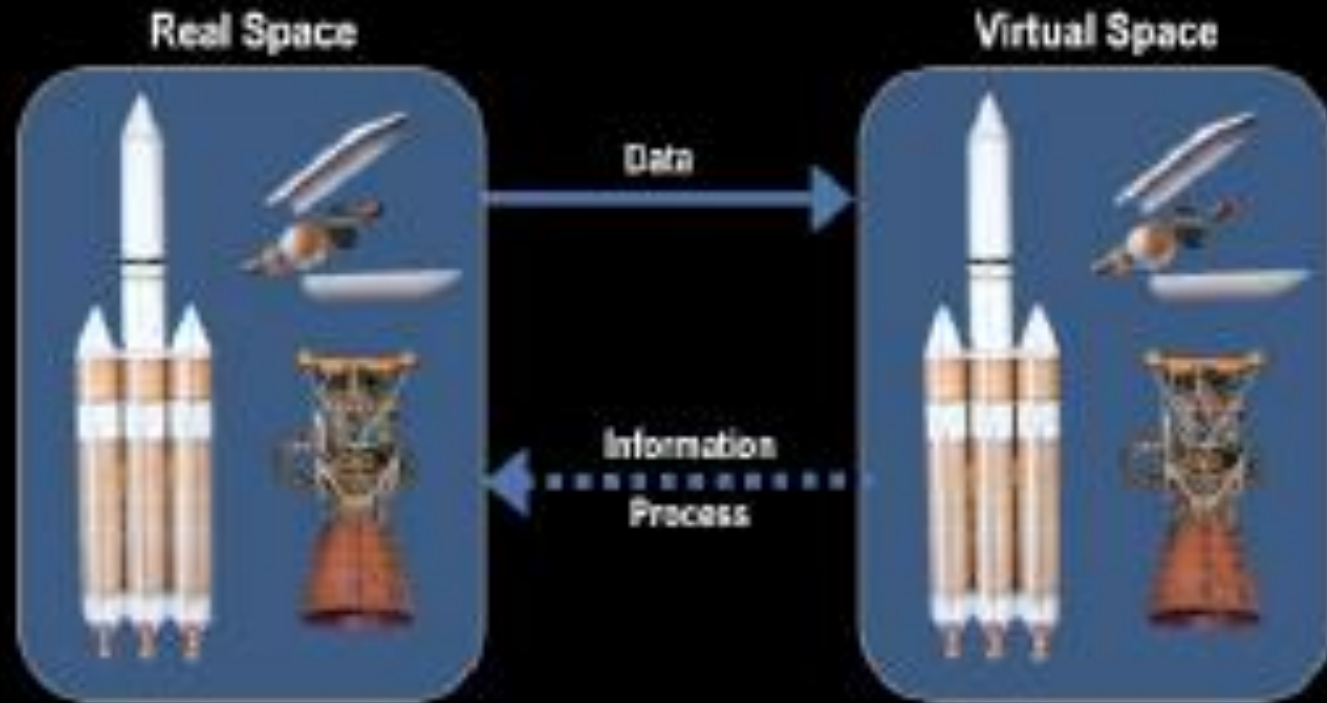 Real Space
Virtual Space
Data
Information
Process